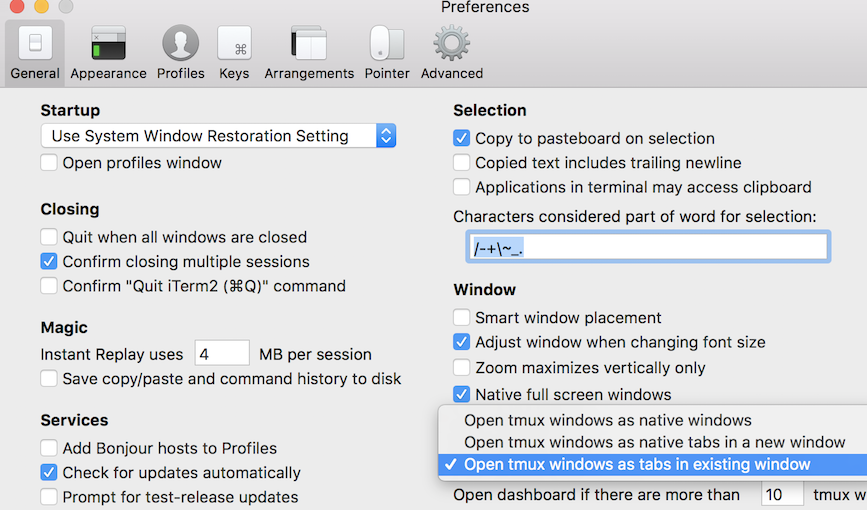 Preferences
General Appearance Profiles Keys Arrangements Pointer Advanced
Startup
Use System Window Restoration Setting
Open profiles window
Closing
Quit when all windows are closed
Confirm closing multiple sessions
Confirm "Quit iTerm2 (⌘Q)" command
Magic
Instant Replay uses 4 MB per session
Save copy/paste and command history to disk
Services
Add Bonjour hosts to Profiles
Check for updates automatically
Prompt for test-release updates
Selection
Copy to pasteboard on selection
Copied text includes trailing newline
Applications in terminal may access clipboard
Characters considered part of word for selection:
/-+\~_.
Window
Smart window placement
Adjust window when changing font size
Zoom maximizes vertically only
Native full screen windows
Open tmux windows as native windows
Open tmux windows as native tabs in a new window
✓ Open tmux windows as tabs in existing window
Open dashboard if there are more than 10 tmux w